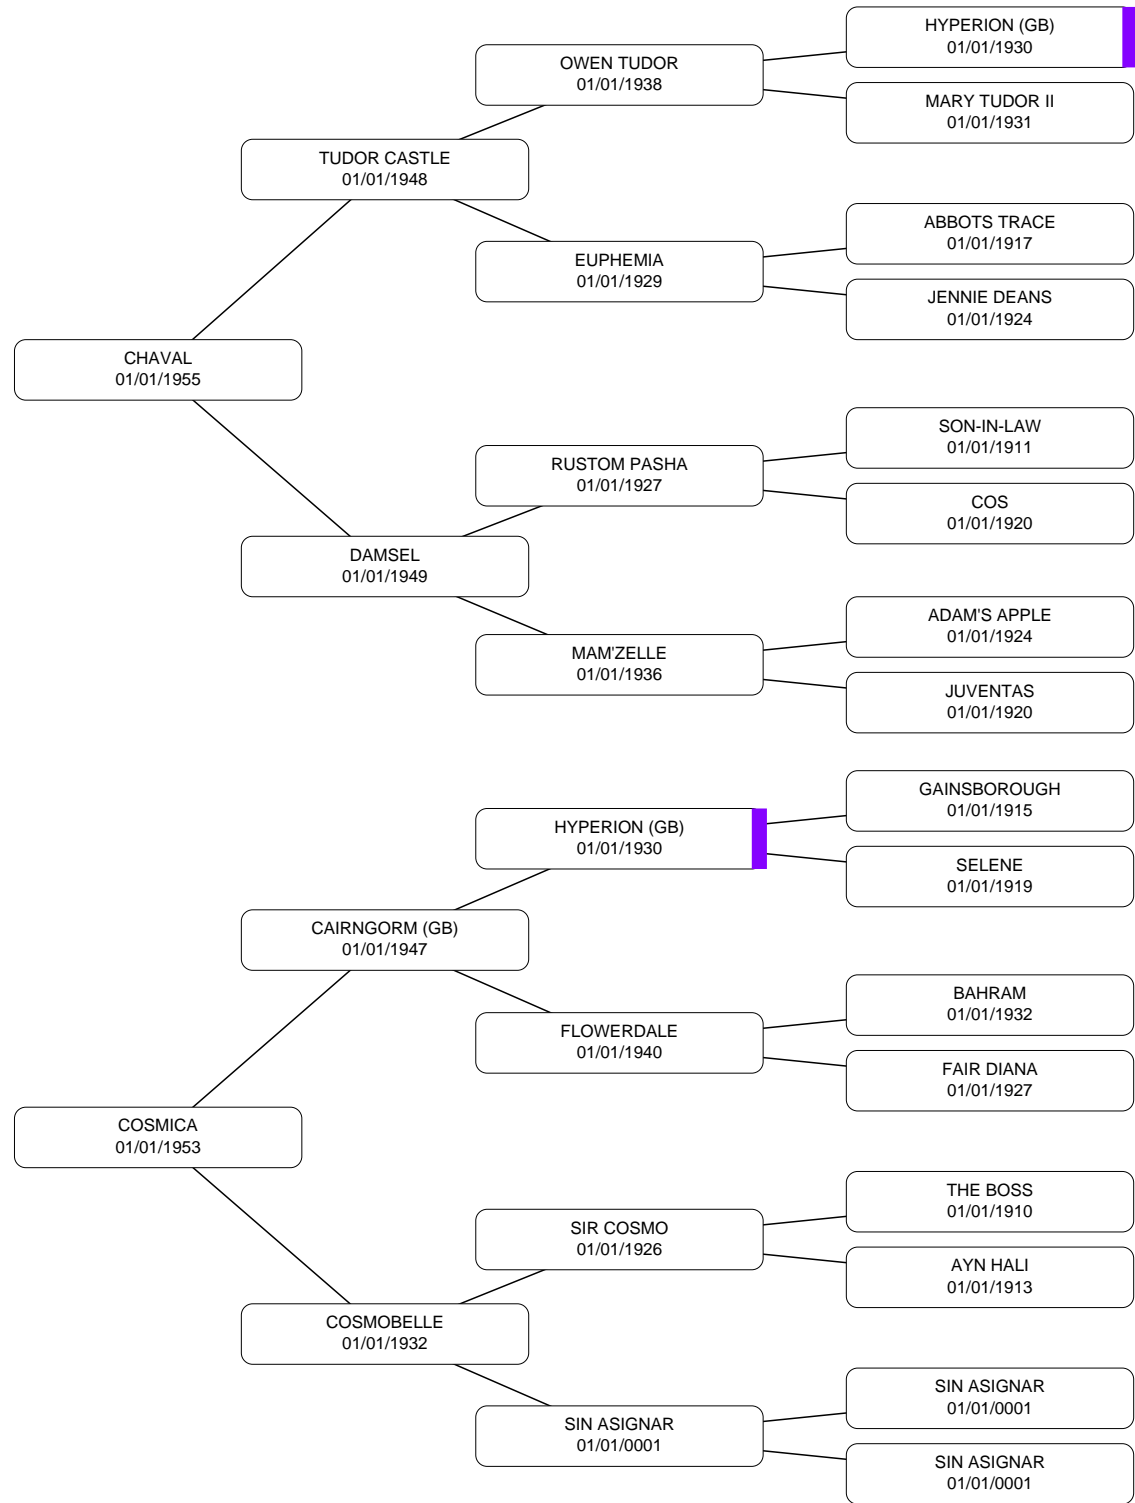 HYPERION (GB)
01/01/1930
OWEN TUDOR
01/01/1938
MARY TUDOR II
01/01/1931
TUDOR CASTLE
01/01/1948
ABBOTS TRACE
01/01/1917
EUPHEMIA
01/01/1929
JENNIE DEANS
01/01/1924
CHAVAL
01/01/1955
SON-IN-LAW
01/01/1911
RUSTOM PASHA
01/01/1927
COS
01/01/1920
DAMSEL
01/01/1949
ADAM'S APPLE
01/01/1924
MAM'ZELLE
01/01/1936
JUVENTAS
01/01/1920
GAINSBOROUGH
01/01/1915
HYPERION (GB)
01/01/1930
SELENE
01/01/1919
CAIRNGORM (GB)
01/01/1947
BAHRAM
01/01/1932
FLOWERDALE
01/01/1940
FAIR DIANA
01/01/1927
COSMICA
01/01/1953
THE BOSS
01/01/1910
SIR COSMO
01/01/1926
AYN HALI
01/01/1913
COSMOBELLE
01/01/1932
SIN ASIGNAR
01/01/0001
SIN ASIGNAR
01/01/0001
SIN ASIGNAR
01/01/0001